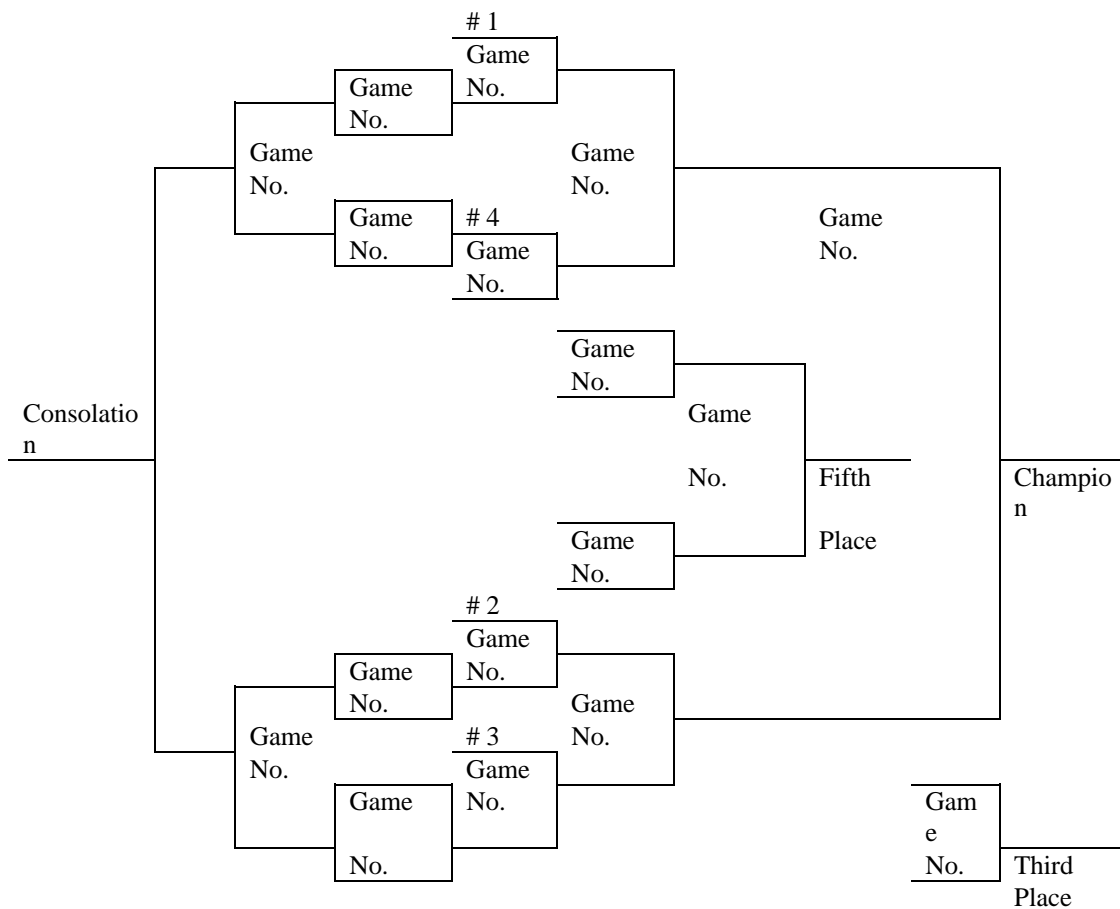 # 1
Game
No.
Game
No.
Game
No.
Game
No.
Game
No.
# 4
Game
No.
Game
No.
Game
No.
Consolatio
n
Game
No.
Fifth
Place
Champio
n
Game
No.
# 2
Game
No.
Game
No.
Game
No.
Game
No.
# 3
Game
No.
Game
No.
Gam
e
No.
Third
Place